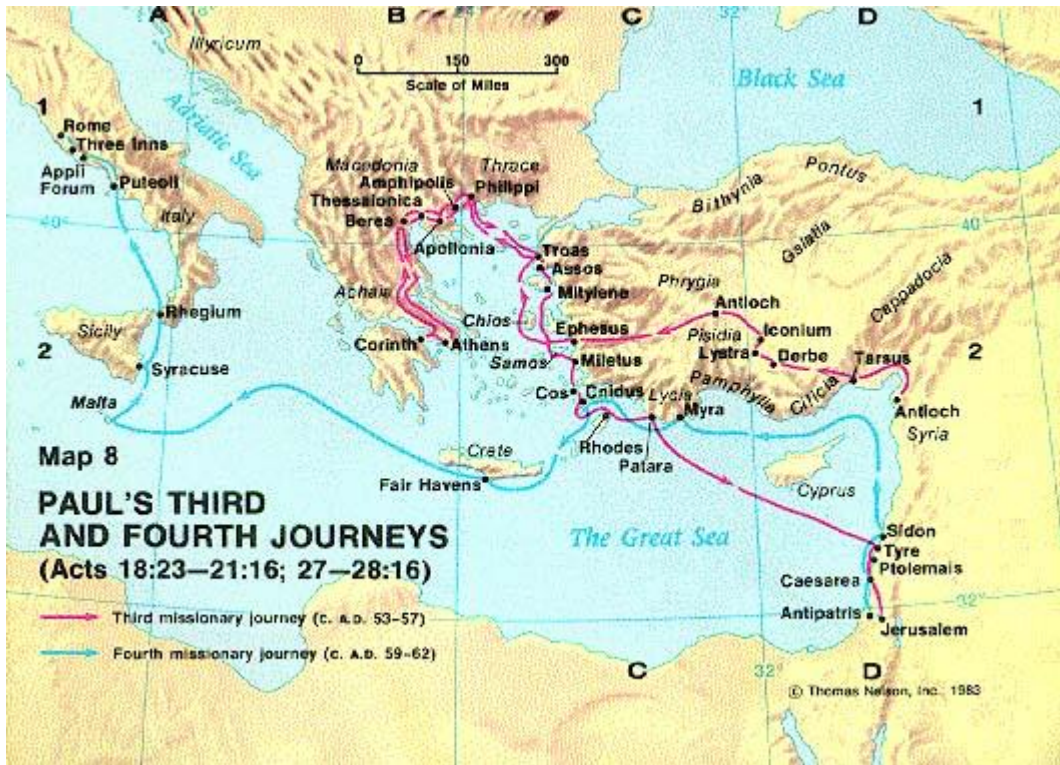 A
B
C
D
Illyricum
0 150 300
Scale of Miles
24°
32°
Black Sea
1
1
Adriatic Sea
Rome
Three Inns
Appii
Forum
Puteoli
Italy
40°
40
Macedonia
Thrace
Amphipolis
Philippi
Thessalonica
Berea
Apollonia
Pontus
Bithynia
Galatia
Cappadocia
Troas
Assos
Mitylene
Phrygia
Antioch
Achaia
Chios
Ephesus
Pisidia
Iconium
Rhegium
Sicily
2
2
Syracuse
Corinth
Athens
Samos
Miletus
Lystra
Derbe
Tarsus
Malta
Cos
Cnidus
Lycia
Pamphylia
Cilicia
Myra
Antioch
Syria
Rhodes
Patara
Crete
Fair Havens
Cyprus
Map 8
PAUL'S THIRD
AND FOURTH JOURNEYS
(Acts 18:23—21:16; 27—28:16)
The Great Sea
Sidon
Tyre
Ptolemais
Caesarea
Antipatris
Jerusalem
32°
Third missionary journey (C. A.D. 53–57)
Fourth missionary journey (C. A.D. 59–62)
C
32°
D
© Thomas Nelson, Inc., 1983